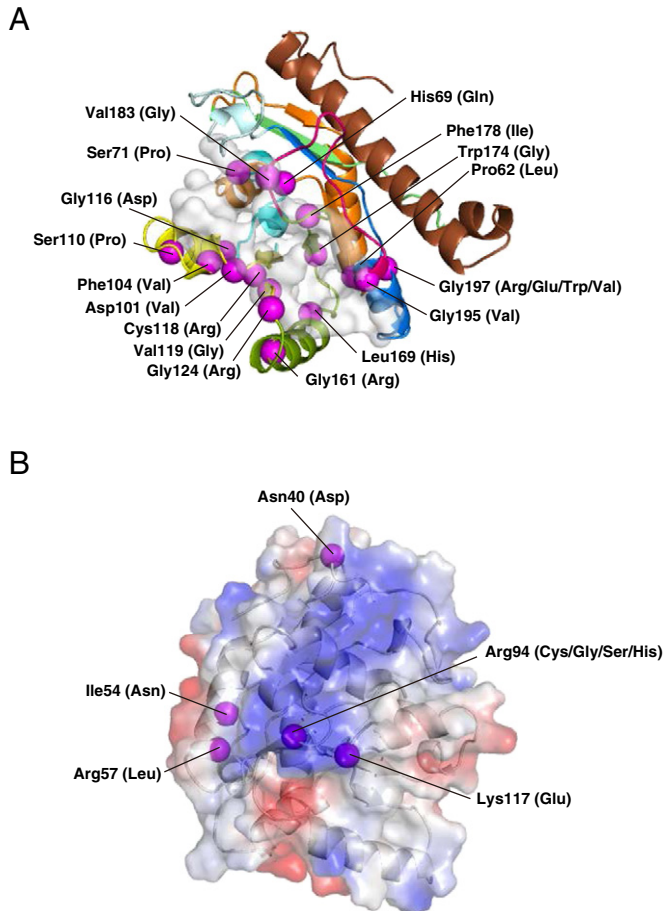 A
Val183 (Gly)
His69 (Gln)
Ser71 (Pro)
Phe178 (Ile)
Trp174 (Gly)
Pro62 (Leu)
Gly116 (Asp)
Ser110 (Pro)
Phe104 (Val)
Asp101 (Val)
Cys118 (Arg)
Val119 (Gly)
Gly124 (Arg)
Gly197 (Arg/Glu/Trp/Val)
Gly195 (Val)
Leu169 (His)
Gly161 (Arg)
B
Asn40 (Asp)
Arg94 (Cys/Gly/Ser/His)
Ile54 (Asn)
Arg57 (Leu)
Lys117 (Glu)